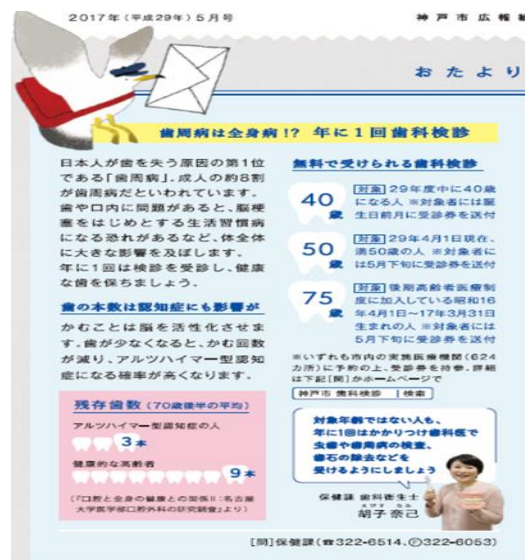 2017年(平成29年)5月号
神戸市広報紙
おたより
歯周病は全身病!? 年に1回歯科検診
日本人が歯を失う原因の第1位
である「歯周病」。成人の約8割
が歯周病だといわれています。
歯や口内に問題があると、脳梗
塞をはじめとする生活習慣病
になる恐れがあるなど、体全体
に大きな影響を及ぼします。
年に1回は検診を受診し、健康
な歯を保ちましょう。
歯の本数は認知症にも影響が
かむことは脳を活性化させま
す。歯が少なくなると、かむ回数
が減り、アルツハイマー型認知
症になる確率が高くなります。
残存歯数(70歳後半の平均)
アルツハイマー型認知症の人
3本
健康的な高齢者
9本
(「口腔と全身の健康との関係II:名古屋
大学医学部口腔外科の研究調査」より)
無料で受けられる歯科検診
40歳
対象 29年度中に40歳
になる人 ※対象者には誕
生日前月に受診券を送付
50歳
対象 29年4月1日現在、
満50歳の人 ※対象者に
は5月下旬に受診券を送付
75歳
対象 後期高齢者医療制
度に加入している昭和16
年4月1日~17年3月31日
生まれの人 ※対象者には
5月下旬に受診券を送付
※いずれも市内の実施医療機関(624
カ所)に予約の上、受診券を持参。詳細
は下記[問]かホームページで
神戸市 歯科検診 検索
対象年齢ではない人も、
年に1回はかかりつけ歯科医で
虫歯や歯周病の検査、
歯石の除去などを
受けるようにしましょう
保健課 歯科衛生士
えびす なみ
胡子 奈己
[問]保健課(☎322-6514、Ⓕ322-6053)